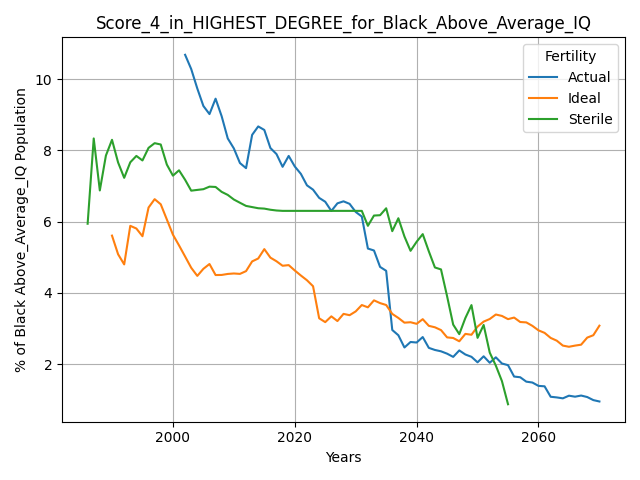 Score_4_in_HIGHEST_DEGREE_for_Black_Above_Average_IQ
% of Black Above_Average_IQ Population
10
8
6
4
2
Fertility
Actual
Ideal
Sterile
2000
2020
2040
2060
Years